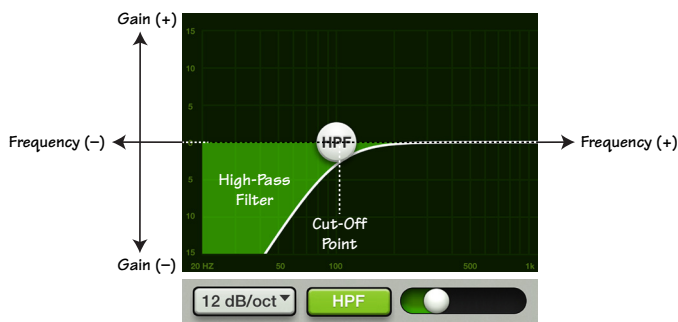 Gain (+)
15
10
5
Frequency (−)
HPF
Frequency (+)
High-Pass
Filter
5
Cut-Off
Point
10
15
Gain (−)
20 HZ
50
100
500
1k
12 dB/oct
HPF